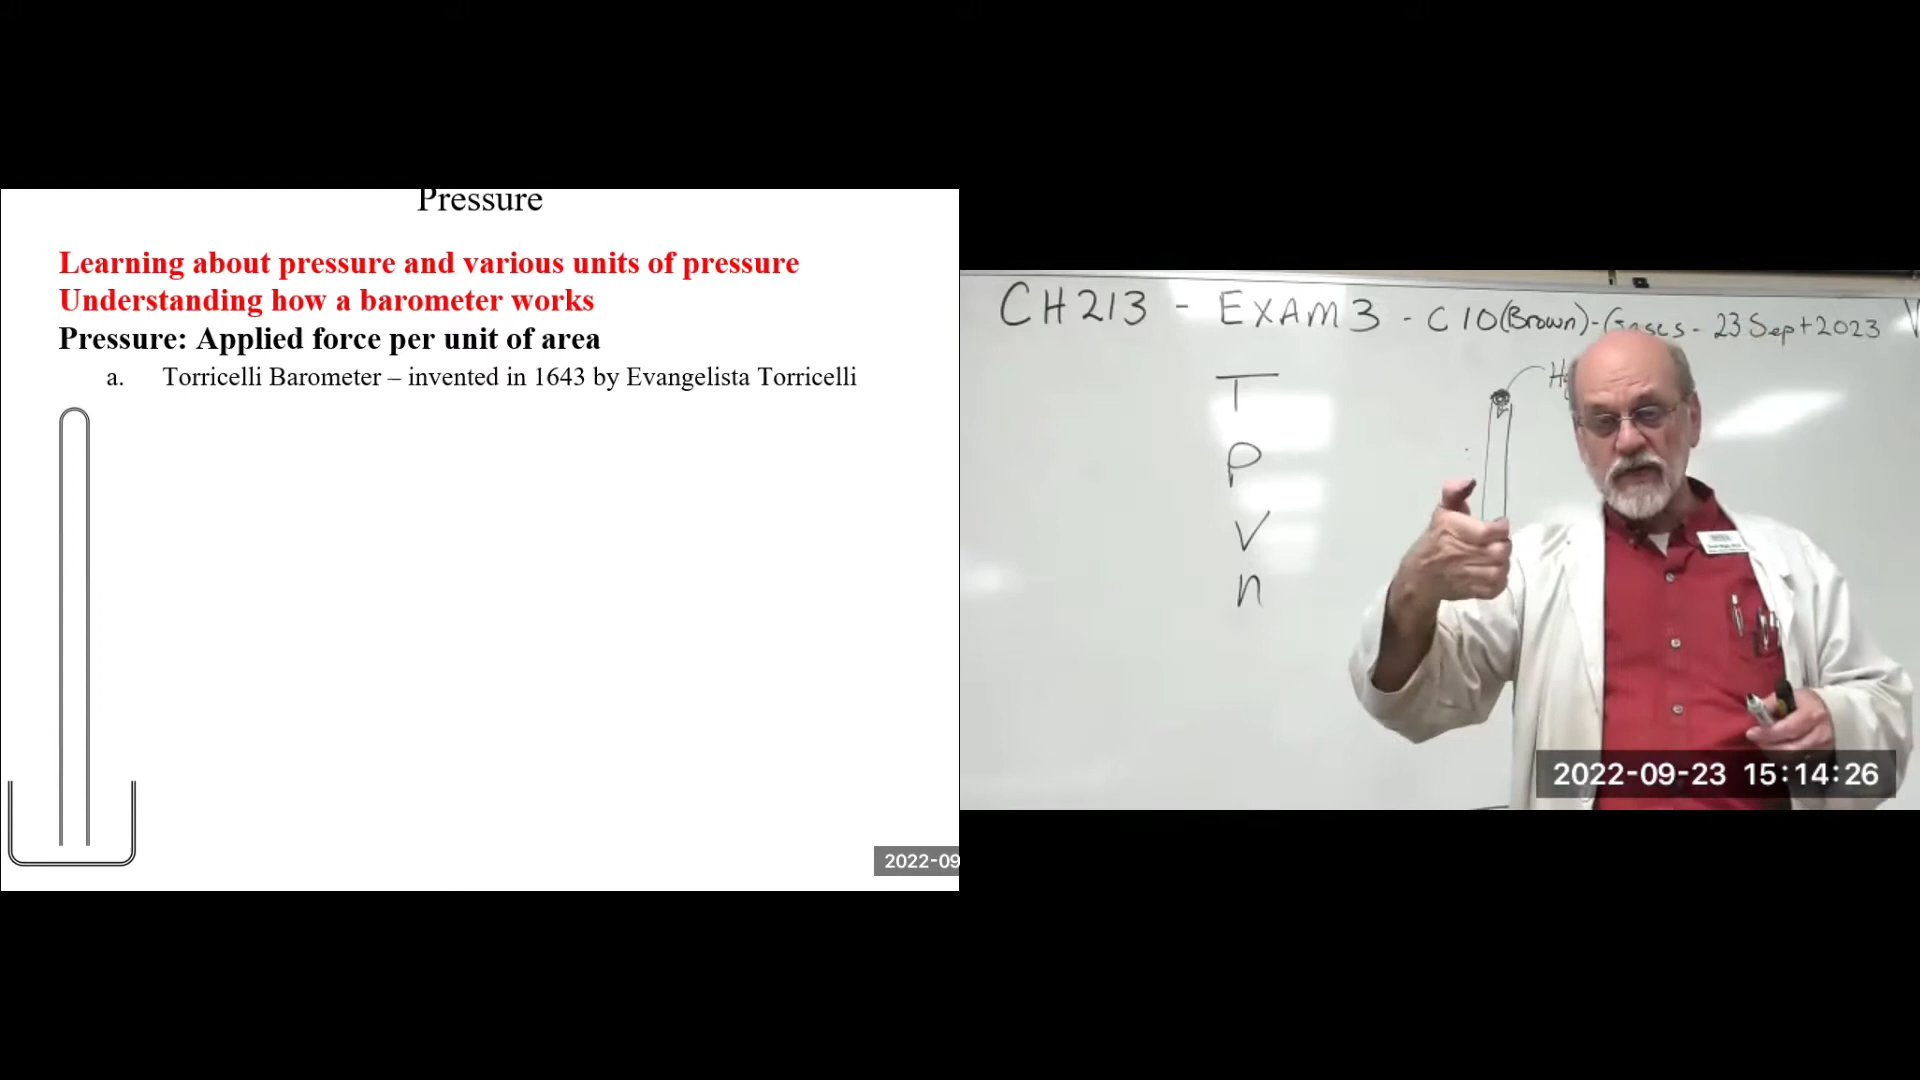 Pressure
Learning about pressure and various units of pressure
Understanding how a barometer works
Pressure: Applied force per unit of area
a. Torricelli Barometer – invented in 1643 by Evangelista Torricelli
2022-09
CH213 - EXAM 3 - C10(Brown)-Gases - 23 Sept 2023
T
P
V
n
2022-09-23 15:14:26